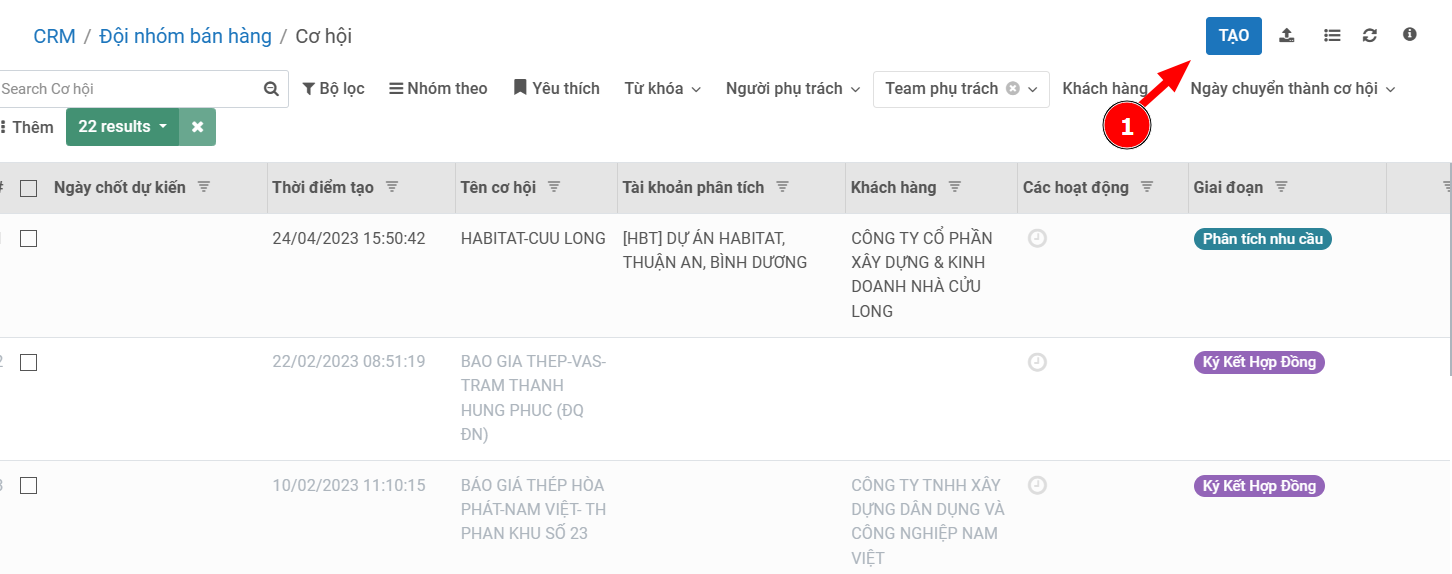 CRM / Đội nhóm bán hàng / Cơ hội
TẠO
Search Cơ hội
Bộ lọc
Nhóm theo
Yêu thích
Từ khóa
Người phụ trách
Team phụ trách
Khách hàng
Ngày chuyển thành cơ hội
1
Thêm
22 results
#
Ngày chốt dự kiến
Thời điểm tạo
Tên cơ hội
Tài khoản phân tích
Khách hàng
Các hoạt động
Giai đoạn
24/04/2023 15:50:42
HABITAT-CUU LONG
[HBT] DỰ ÁN HABITAT,
THUẬN AN, BÌNH DƯƠNG
CÔNG TY CỔ PHẦN
XÂY DỰNG & KINH
DOANH NHÀ CỬU
LONG
Phân tích nhu cầu
2
22/02/2023 08:51:19
BAO GIA THEP-VAS-
TRAM THANH
HUNG PHUC (ĐQ
ĐN)
Ký Kết Hợp Đồng
3
10/02/2023 11:10:15
BÁO GIÁ THÉP HÒA
PHÁT-NAM VIỆT- TH
PHAN KHU SỐ 23
CÔNG TY TNHH XÂY
DỰNG DÂN DỤNG VÀ
CÔNG NGHIỆP NAM
VIỆT
Ký Kết Hợp Đồng